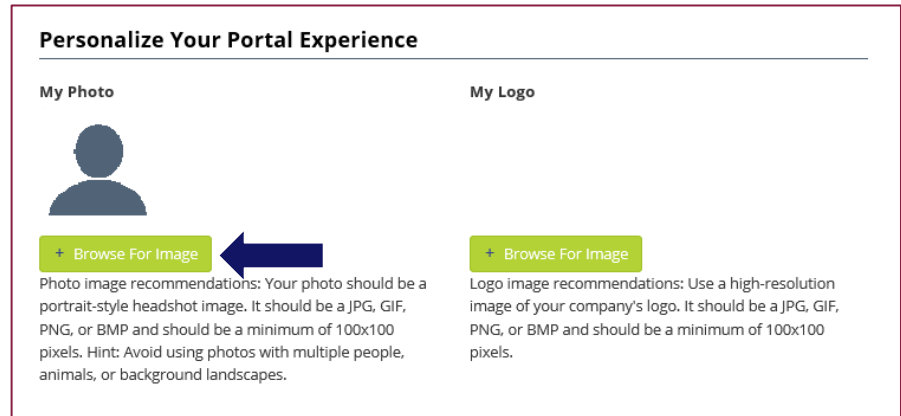 Personalize Your Portal Experience
My Photo
My Logo
+ Browse For Image
+ Browse For Image
Photo image recommendations: Your photo should be a
portrait-style headshot image. It should be a JPG, GIF,
PNG, or BMP and should be a minimum of 100x100
pixels. Hint: Avoid using photos with multiple people,
animals, or background landscapes.
Logo image recommendations: Use a high-resolution
image of your company's logo. It should be a JPG, GIF,
PNG, or BMP and should be a minimum of 100x100
pixels.